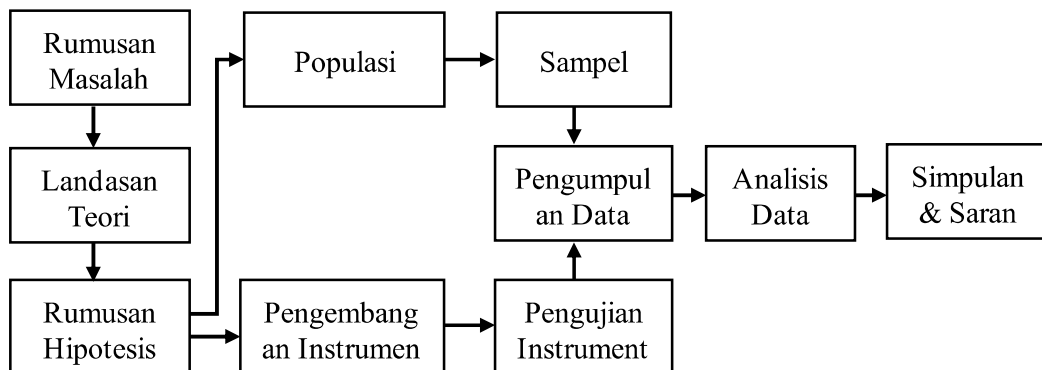 Rumusan
Masalah
Populasi
Sampel
Landasan
Teori
Pengumpul
an Data
Analisis
Data
Simpulan
& Saran
Rumusan
Hipotesis
Pengembang
an Instrumen
Pengujian
Instrument